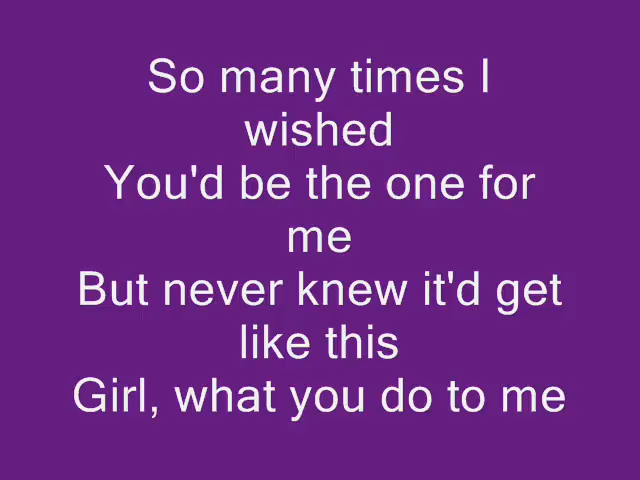 So many times I
wished
You'd be the one for
me
But never knew it'd get
like this
Girl, what you do to me